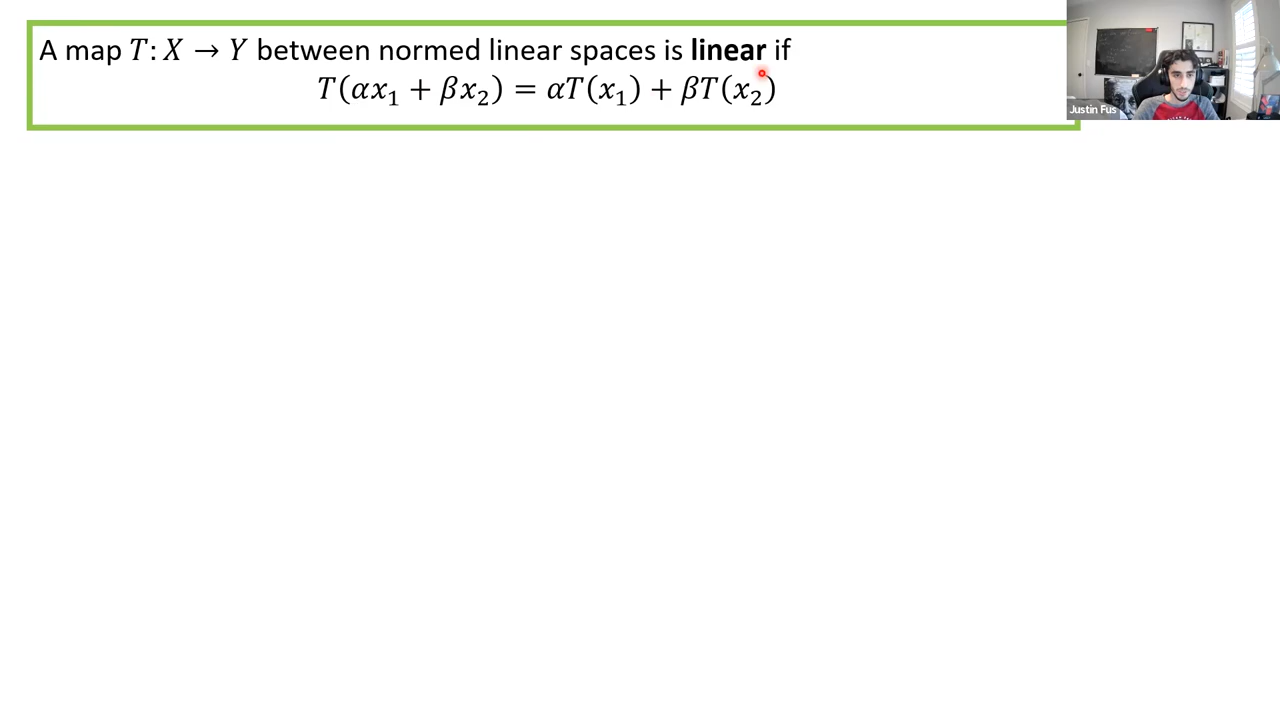 A map 𝑇: 𝑋 → 𝑌 between normed linear spaces is linear if
𝑇(𝛼𝑥₁ + 𝛽𝑥₂) = 𝛼𝑇(𝑥₁) + 𝛽𝑇(𝑥₂)
Justin Fus